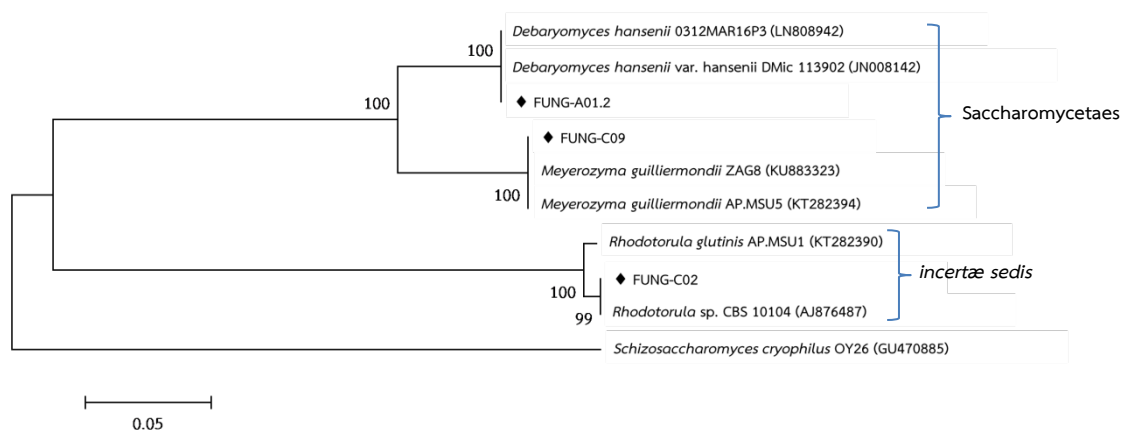 Debaryomyces hansenii 0312MAR16P3 (LN808942)
100
Debaryomyces hansenii var. hansenii DMic 113902 (JN008142)
100
♦ FUNG-A01.2
Saccharomycetaes
♦ FUNG-C09
Meyerozyma guilliermondii ZAG8 (KU883323)
100
Meyerozyma guilliermondii AP.MSU5 (KT282394)
Rhodotorula glutinis AP.MSU1 (KT282390)
incertæ sedis
♦ FUNG-C02
100
Rhodotorula sp. CBS 10104 (AJ876487)
99
Schizosaccharomyces cryophilus OY26 (GU470885)
0.05